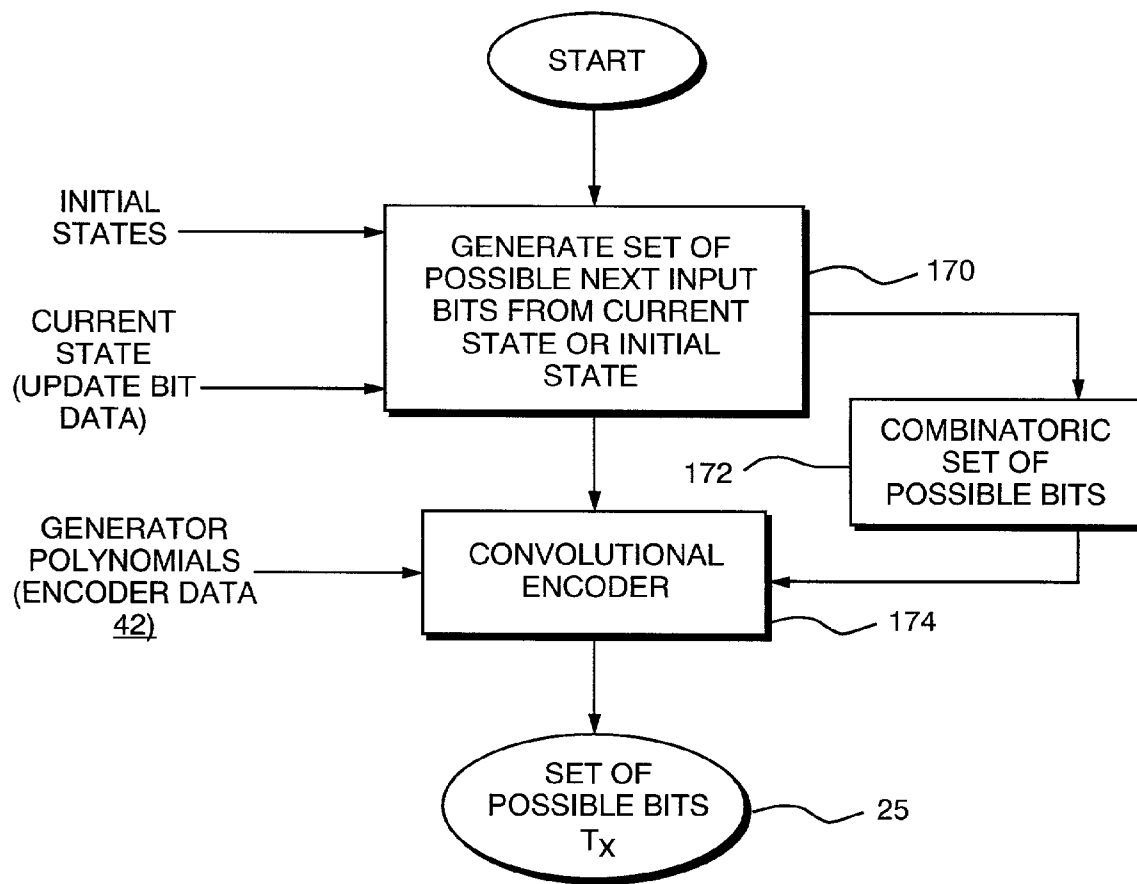 START
INITIAL
STATES
GENERATE SET OF
POSSIBLE NEXT INPUT
BITS FROM CURRENT
STATE OR INITIAL
STATE
170
CURRENT
STATE
(UPDATE BIT
DATA)
COMBINATORIC
SET OF
POSSIBLE BITS
172
GENERATOR
POLYNOMIALS
(ENCODER DATA
42)
CONVOLUTIONAL
ENCODER
174
SET OF
POSSIBLE BITS
Tx
25